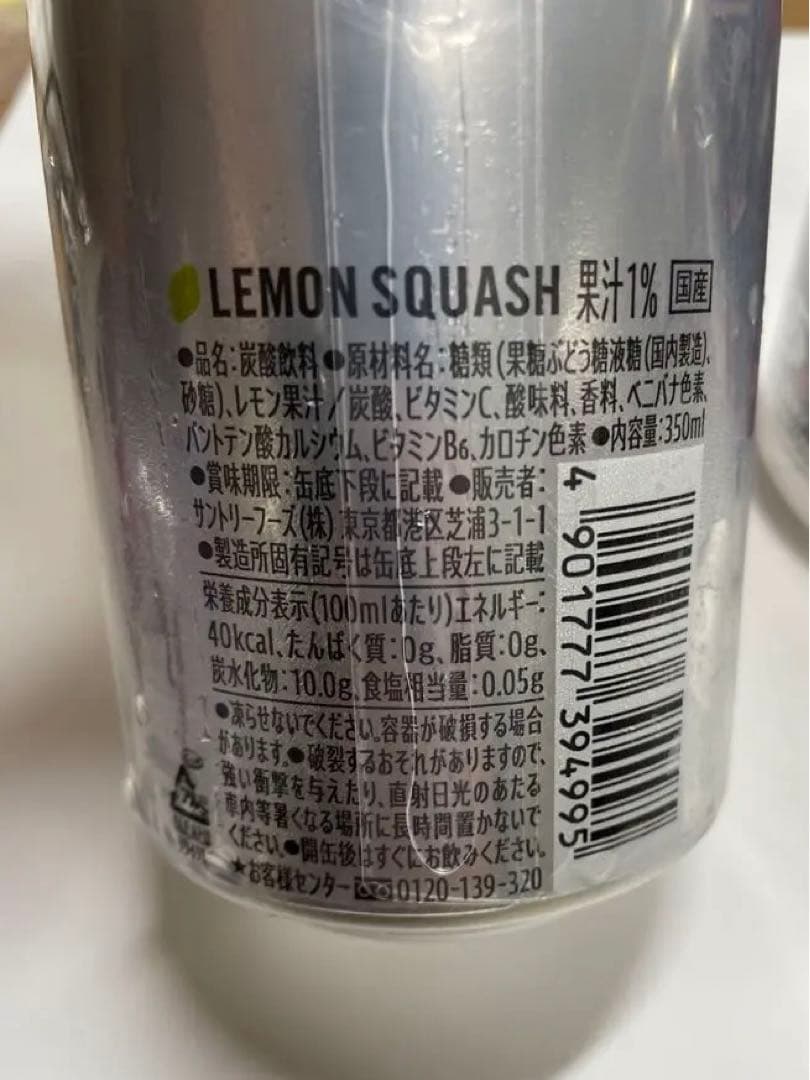 LEMON SQUASH 果汁1% 国産
●品名:炭酸飲料●原材料名:糖類(果糖ぶどう糖液糖(国内製造)、
砂糖)、レモン果汁/炭酸、ビタミンC、酸味料、香料、ベニバナ色素、
パントテン酸カルシウム、ビタミンB6、カロチン色素●内容量:350ml
●賞味期限:缶底下段に記載●販売者:
サントリーフーズ(株)東京都港区芝浦3-1-1
●製造所固有記号は缶底上段左に記載
栄養成分表示(100mlあたり)エネルギー:
40kcal、たんぱく質:0g、脂質:0g、
炭水化物:10.0g、食塩相当量:0.05g
●凍らせないでください。容器が破損する場合
があります。●破裂するおそれがありますので、
強い衝撃を与えたり、直射日光のあたる
車内等暑くなる場所に長時間置かないで
ください。●開缶後はすぐにお飲みください。
★お客様センター 0120-139-320
4 901777 394995